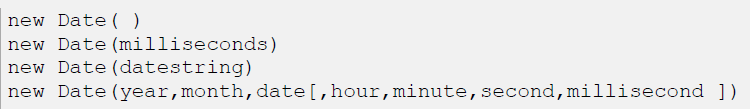 new Date( )
new Date(milliseconds)
new Date(datestring)
new Date(year,month,date[,hour,minute,second,millisecond ])